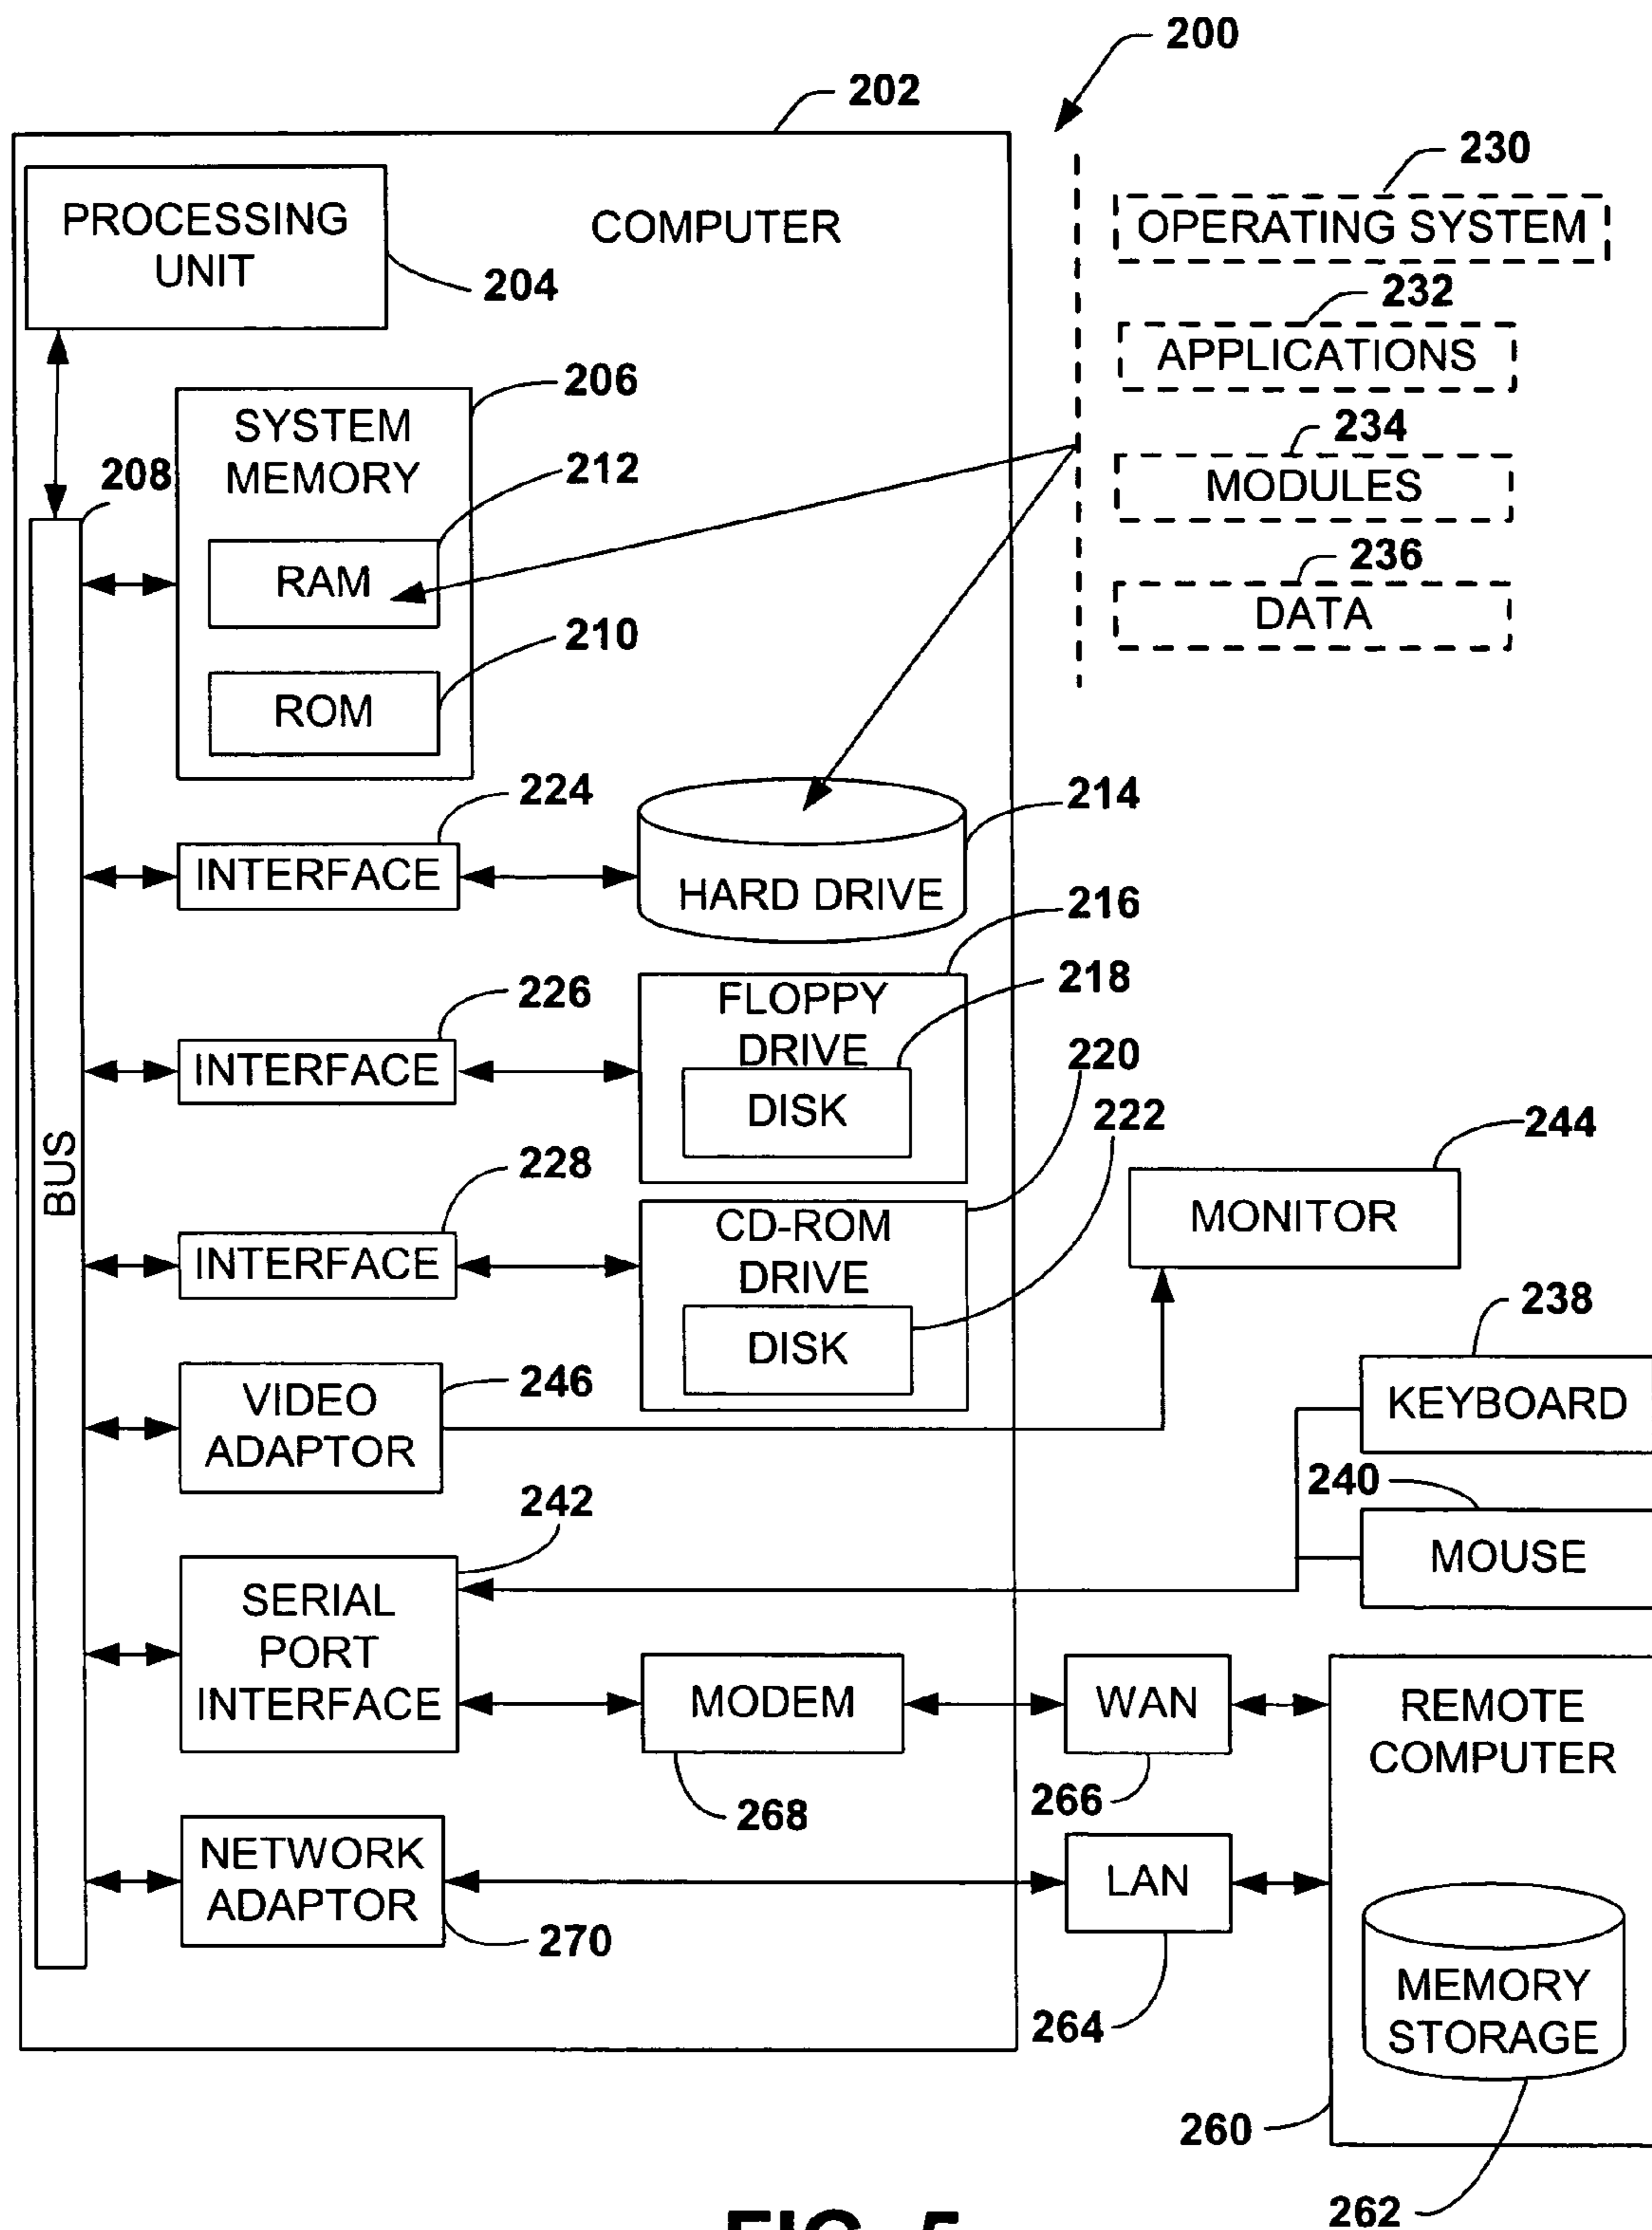 200
202
230
PROCESSING
UNIT
COMPUTER
OPERATING SYSTEM
204
232
APPLICATIONS
206
SYSTEM
MEMORY
234
208
212
MODULES
236
RAM
DATA
210
ROM
224
214
INTERFACE
HARD DRIVE
216
226
218
FLOPPY
DRIVE
220
INTERFACE
DISK
222
244
BUS
228
MONITOR
CD-ROM
DRIVE
INTERFACE
238
DISK
246
VIDEO
ADAPTOR
KEYBOARD
240
242
MOUSE
SERIAL
PORT
INTERFACE
MODEM
WAN
REMOTE
COMPUTER
268
266
NETWORK
ADAPTOR
LAN
270
MEMORY
STORAGE
264
260
262
FIG. 5